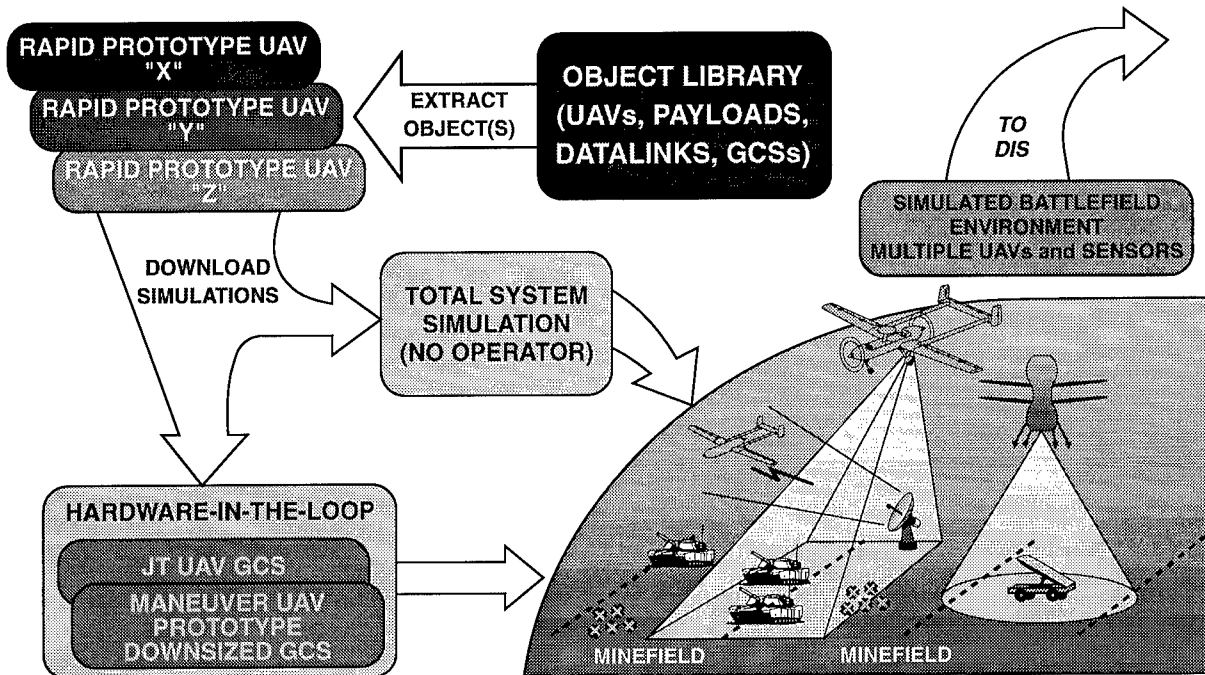 RAPID PROTOTYPE UAV
"X"
RAPID PROTOTYPE UAV
"Y"
RAPID PROTOTYPE UAV
"Z"
EXTRACT
OBJECT(S)
OBJECT LIBRARY
(UAVs, PAYLOADS,
DATALINKS, GCSs)
TO
DIS
SIMULATED BATTLEFIELD
ENVIRONMENT
MULTIPLE UAVs and SENSORS
DOWNLOAD
SIMULATIONS
TOTAL SYSTEM
SIMULATION
(NO OPERATOR)
HARDWARE-IN-THE-LOOP
JT UAV GCS
MANEUVER UAV
PROTOTYPE
DOWNSIZED GCS
MINEFIELD
MINEFIELD